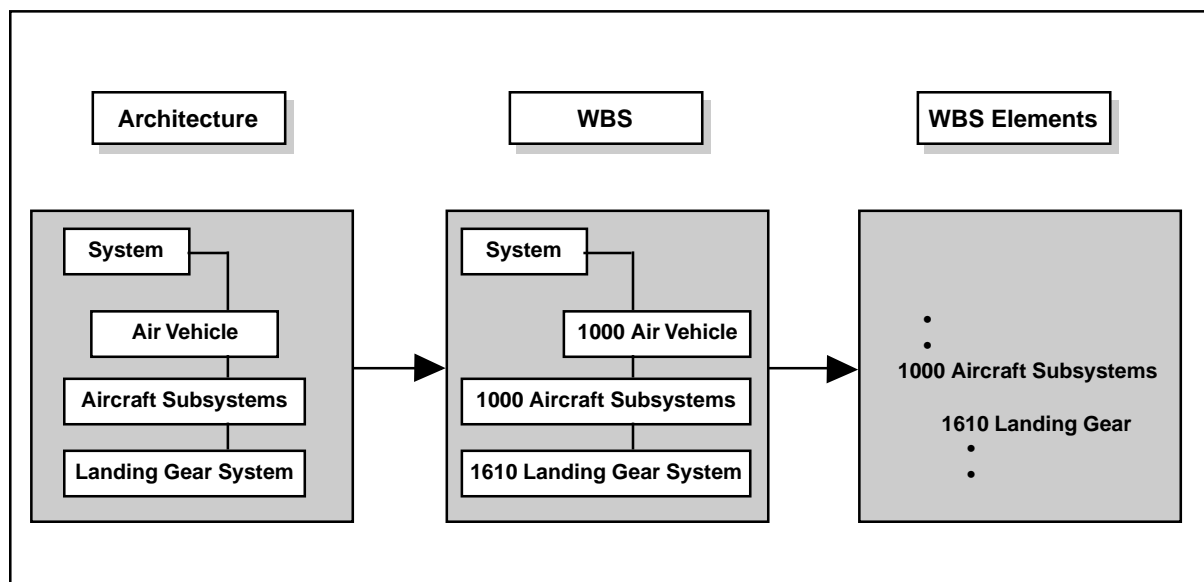 Architecture
WBS
WBS Elements
System
Air Vehicle
Aircraft Subsystems
Landing Gear System
System
1000 Air Vehicle
1000 Aircraft Subsystems
1610 Landing Gear System
•
•
1000 Aircraft Subsystems
1610 Landing Gear
•
•